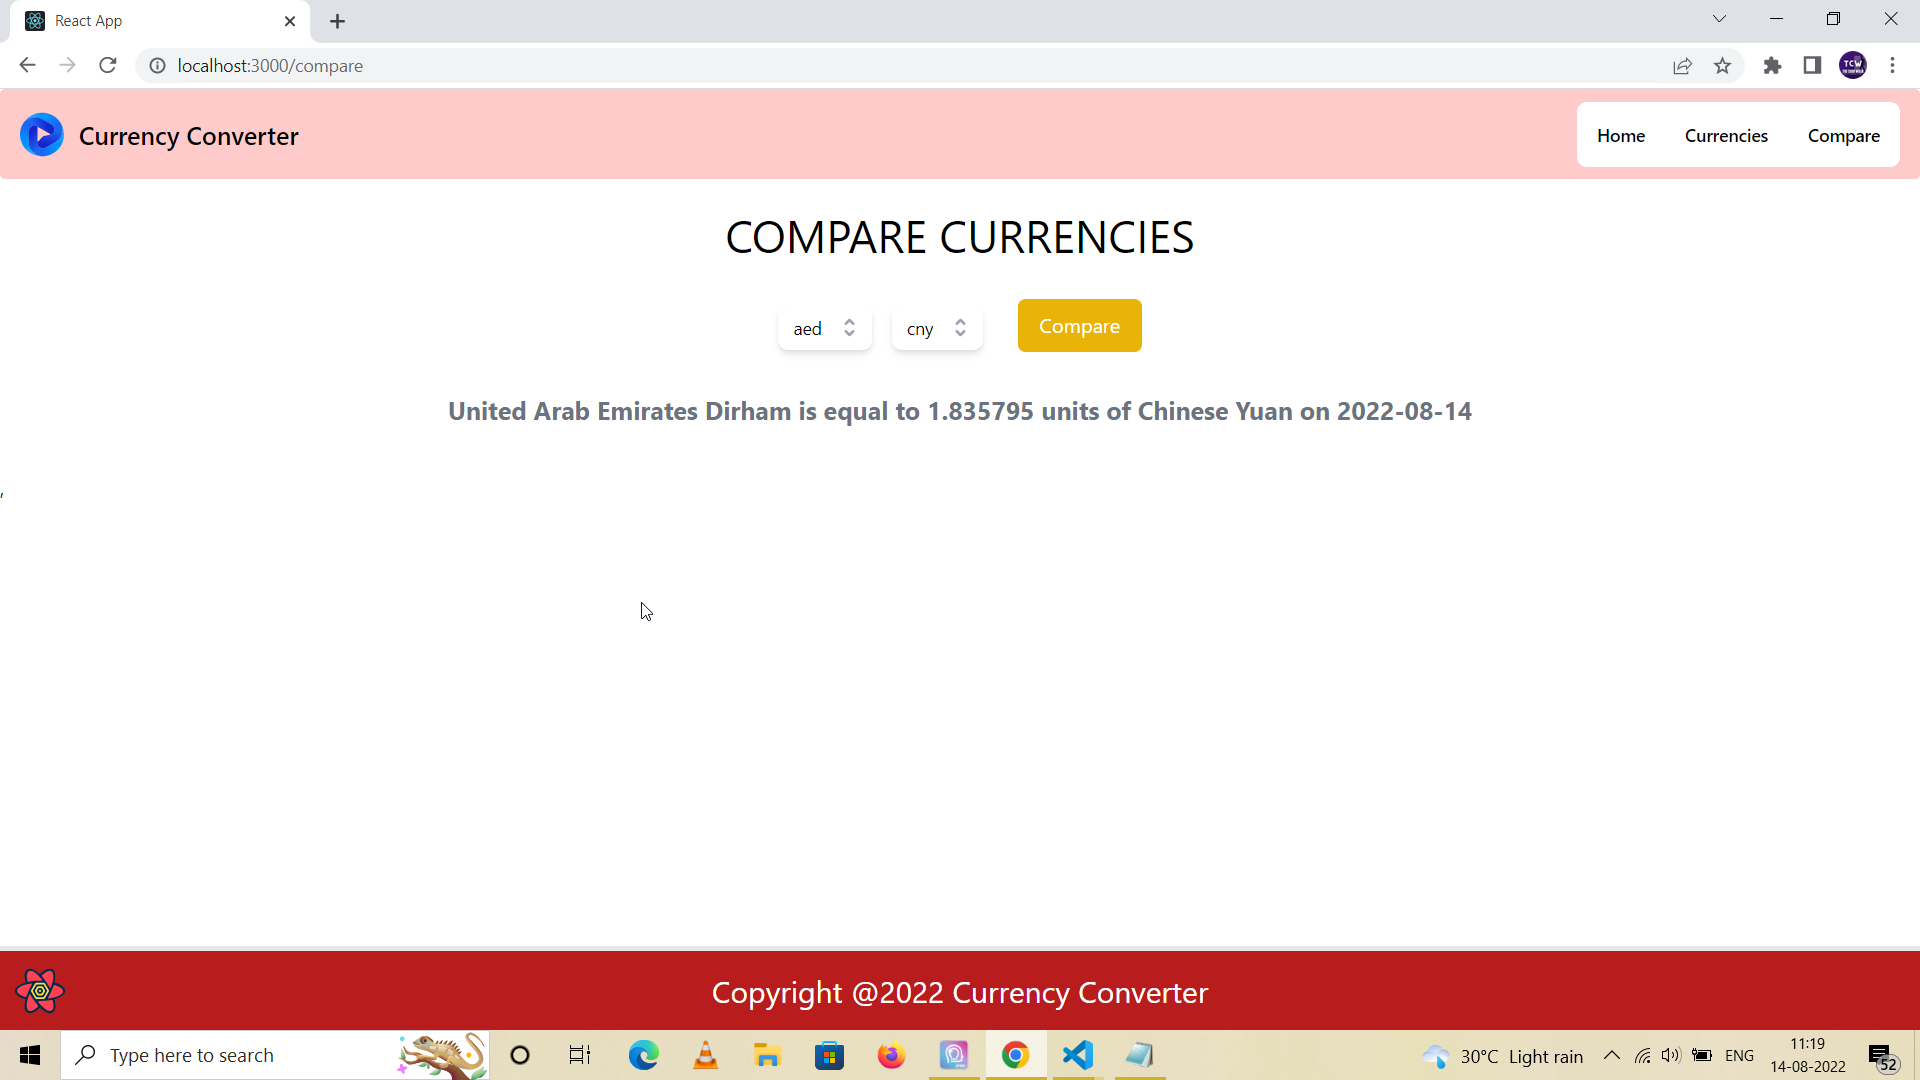 React App
localhost:3000/compare
TCW
Currency Converter
Home Currencies Compare
COMPARE CURRENCIES
aed cny Compare
United Arab Emirates Dirham is equal to 1.835795 units of Chinese Yuan on 2022-08-14
,
Copyright @2022 Currency Converter
Type here to search
30°C Light rain
ENG
11:19
14-08-2022
52